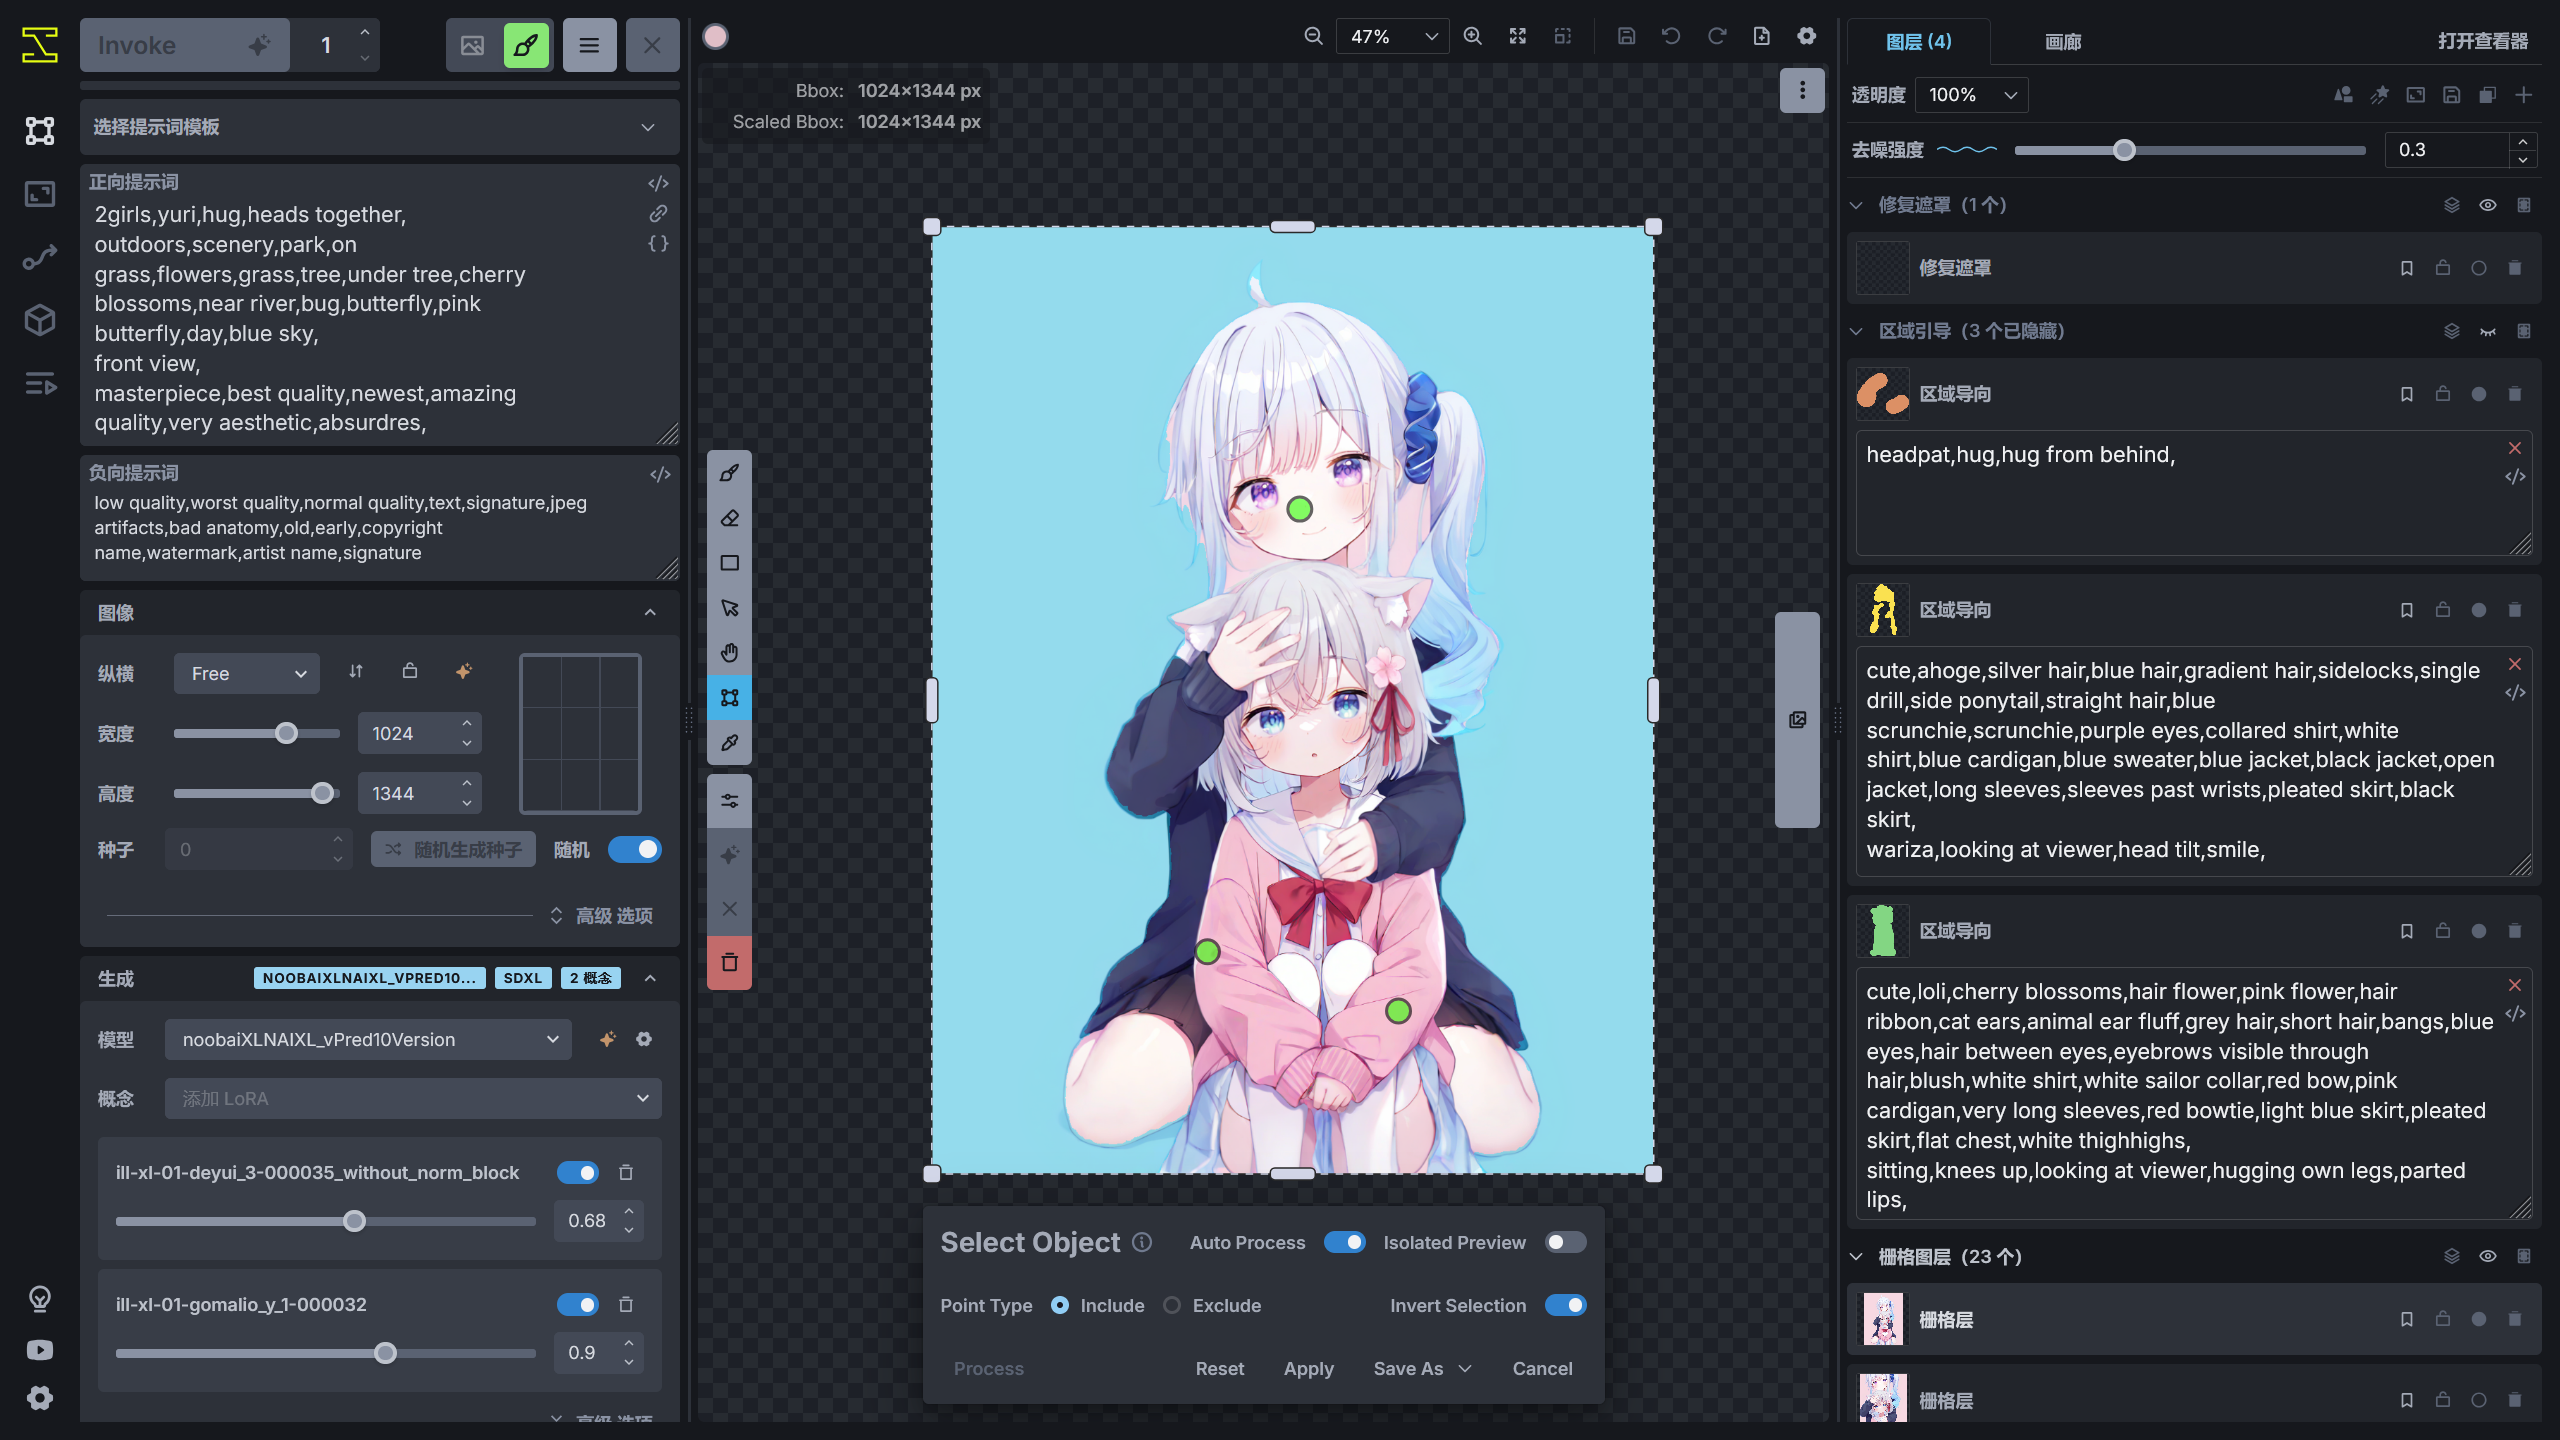 Invoke
1
选择提示词模板
正向提示词
2girls,yuri,hug,heads together,
outdoors,scenery,park,on
grass,flowers,grass,tree,under tree,cherry
blossoms,near river,bug,butterfly,pink
butterfly,day,blue sky,
front view,
masterpiece,best quality,newest,amazing
quality,very aesthetic,absurdres,
负向提示词
low quality,worst quality,normal quality,text,signature,jpeg
artifacts,bad anatomy,old,early,copyright
name,watermark,artist name,signature
图像
纵横
Free
宽度
1024
高度
1344
种子
0
随机生成种子
随机
高级 选项
生成
NOOBAIXLNAIXL_VPRED10...
SDXL
2 概念
模型
noobaiXLNAIXL_vPred10Version
概念
添加 LoRA
ill-xl-01-deyui_3-000035_without_norm_block
0.68
ill-xl-01-gomalio_y_1-000032
0.9
高级 选项
47%
Bbox: 1024×1344 px
Scaled Bbox: 1024×1344 px
Select Object
Auto Process
Isolated Preview
Point Type
Include
Exclude
Invert Selection
Process
Reset
Apply
Save As
Cancel
图层 (4)
画廊
打开查看器
透明度
100%
去噪强度
0.3
修复遮罩 (1 个)
修复遮罩
区域引导 (3 个已隐藏)
区域导向
headpat,hug,hug from behind,
区域导向
cute,ahoge,silver hair,blue hair,gradient hair,sidelocks,single
drill,side ponytail,straight hair,blue
scrunchie,scrunchie,purple eyes,collared shirt,white
shirt,blue cardigan,blue sweater,blue jacket,black jacket,open
jacket,long sleeves,sleeves past wrists,pleated skirt,black
skirt,
wariza,looking at viewer,head tilt,smile,
区域导向
cute,loli,cherry blossoms,hair flower,pink flower,hair
ribbon,cat ears,animal ear fluff,grey hair,short hair,bangs,blue
eyes,hair between eyes,eyebrows visible through
hair,blush,white shirt,white sailor collar,red bow,pink
cardigan,very long sleeves,red bowtie,light blue skirt,pleated
skirt,flat chest,white thighhighs,
sitting,knees up,looking at viewer,hugging own legs,parted
lips,
栅格图层 (23 个)
栅格层
栅格层